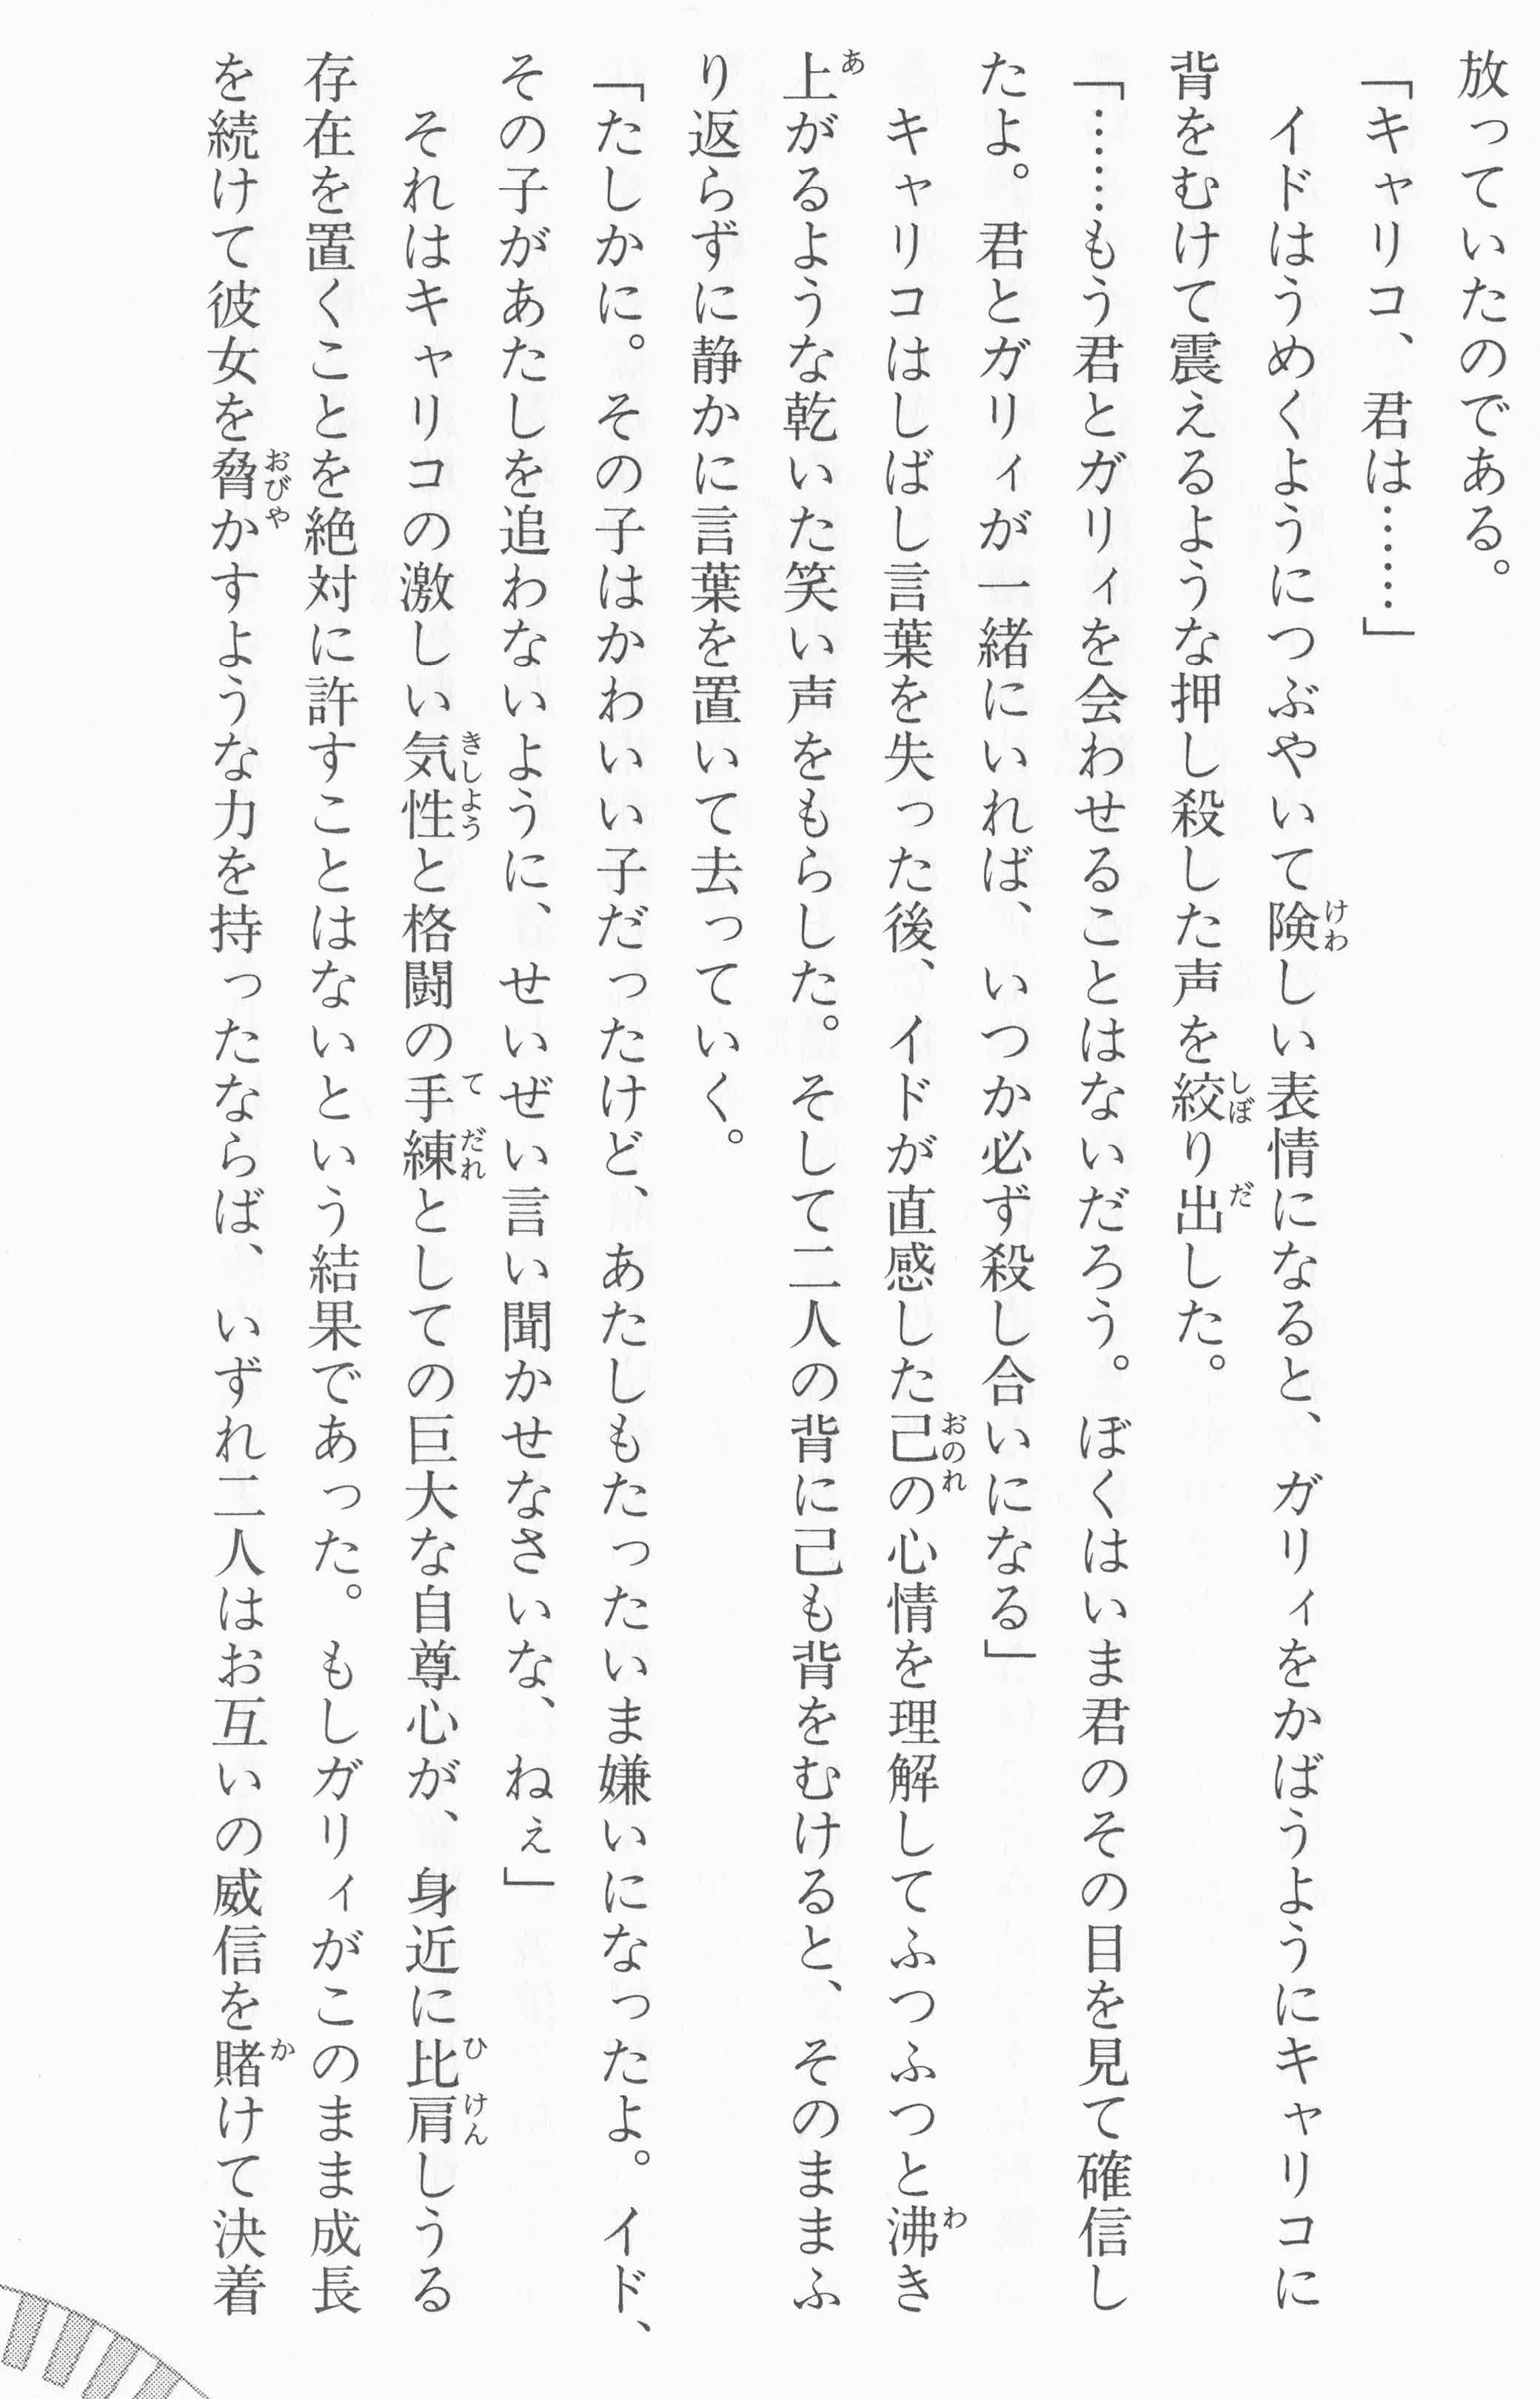 放っていたのである。
「キャリコ、君は……」
　イドはうめくようにつぶやいて険しい表情になると、ガリィをかばうようにキャリコに
背をむけて震えるような押し殺した声を絞り出した。
「……もう君とガリィを会わせることはないだろう。ぼくはいま君のその目を見て確信し
たよ。君とガリィが一緒にいれば、いつか必ず殺し合いになる」
　キャリコはしばし言葉を失った後、イドが直感した己の心情を理解してふつふつと沸き
上がるような乾いた笑い声をもらした。そして二人の背に己も背をむけると、そのままふ
り返らずに静かに言葉を置いて去っていく。
「たしかに。その子はかわいい子だったけど、あたしもたったいま嫌いになったよ。イド、
その子があたしを追わないように、せいぜい言い聞かせなさいな、ねぇ」
　それはキャリコの激しい気性と格闘の手練としての巨大な自尊心が、身近に比肩しうる
存在を置くことを絶対に許すことはないという結果であった。もしガリィがこのまま成長
を続けて彼女を脅かすような力を持ったならば、いずれ二人はお互いの威信を賭けて決着